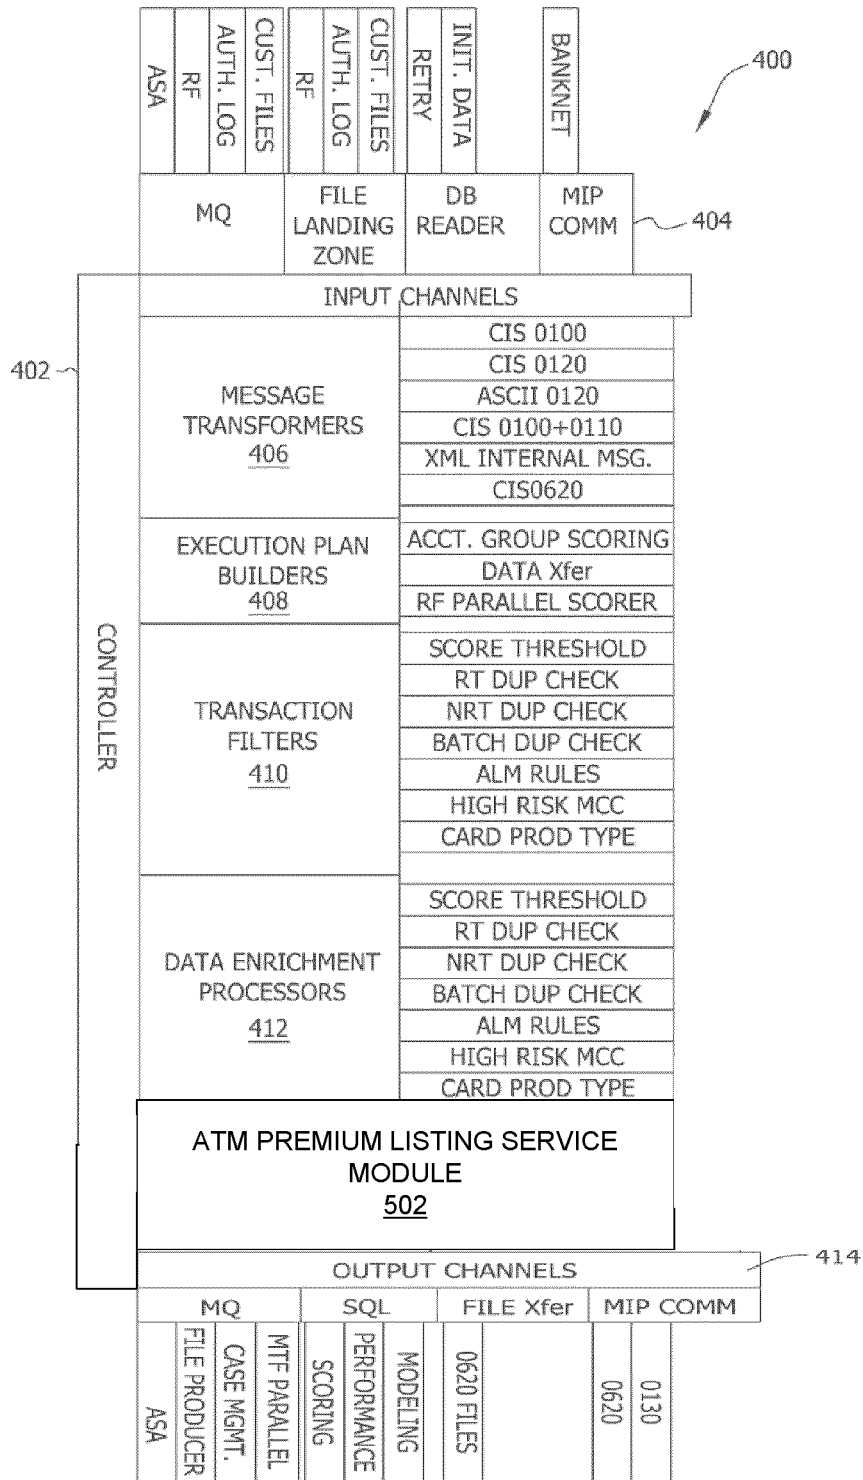 ASA
RF
AUTH. LOG
CUST. FILES
RF
AUTH. LOG
CUST. FILES
RETRY
INIT. DATA
BANKNET
400
MQ
FILE
LANDING
ZONE
DB
READER
MIP
COMM
404
INPUT CHANNELS
402
CONTROLLER
MESSAGE
TRANSFORMERS
406
CIS 0100
CIS 0120
ASCII 0120
CIS 0100+0110
XML INTERNAL MSG.
CIS0620
EXECUTION PLAN
BUILDERS
408
ACCT. GROUP SCORING
DATA Xfer
RF PARALLEL SCORER
TRANSACTION
FILTERS
410
SCORE THRESHOLD
RT DUP CHECK
NRT DUP CHECK
BATCH DUP CHECK
ALM RULES
HIGH RISK MCC
CARD PROD TYPE
DATA ENRICHMENT
PROCESSORS
412
SCORE THRESHOLD
RT DUP CHECK
NRT DUP CHECK
BATCH DUP CHECK
ALM RULES
HIGH RISK MCC
CARD PROD TYPE
ATM PREMIUM LISTING SERVICE
MODULE
502
OUTPUT CHANNELS
414
MQ
SQL
FILE Xfer
MIP COMM
ASA
FILE PRODUCER
CASE MGMT.
MTF PARALLEL
SCORING
PERFORMANCE
MODELING
0620 FILES
0620
0130